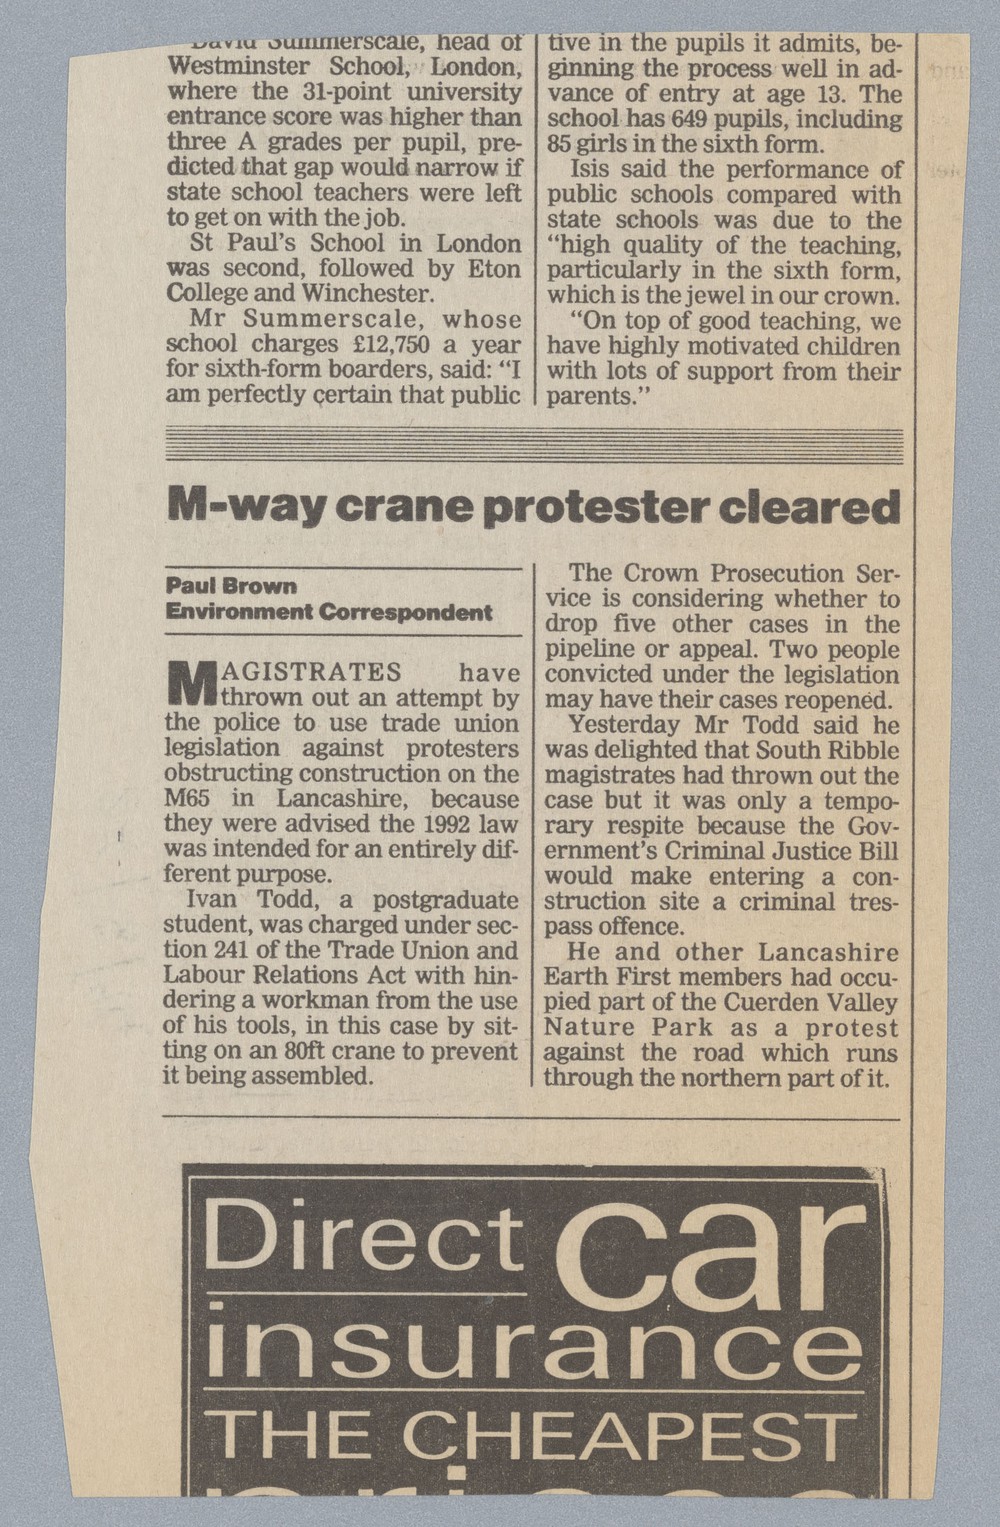 David Summerscale, head of
Westminster School, London,
where the 31-point university
entrance score was higher than
three A grades per pupil, pre-
dicted that gap would narrow if
state school teachers were left
to get on with the job.
St Paul's School in London
was second, followed by Eton
College and Winchester.
Mr Summerscale, whose
school charges £12,750 a year
for sixth-form boarders, said: “I
am perfectly certain that public
tive in the pupils it admits, be-
ginning the process well in ad-
vance of entry at age 13. The
school has 649 pupils, including
85 girls in the sixth form.
Isis said the performance of
public schools compared with
state schools was due to the
“high quality of the teaching,
particularly in the sixth form,
which is the jewel in our crown.
“On top of good teaching, we
have highly motivated children
with lots of support from their
parents.”
M-way crane protester cleared
Paul Brown
Environment Correspondent
MAGISTRATES have
thrown out an attempt by
the police to use trade union
legislation against protesters
obstructing construction on the
M65 in Lancashire, because
they were advised the 1992 law
was intended for an entirely dif-
ferent purpose.
Ivan Todd, a postgraduate
student, was charged under sec-
tion 241 of the Trade Union and
Labour Relations Act with hin-
dering a workman from the use
of his tools, in this case by sit-
ting on an 80ft crane to prevent
it being assembled.
The Crown Prosecution Ser-
vice is considering whether to
drop five other cases in the
pipeline or appeal. Two people
convicted under the legislation
may have their cases reopened.
Yesterday Mr Todd said he
was delighted that South Ribble
magistrates had thrown out the
case but it was only a tempo-
rary respite because the Gov-
ernment's Criminal Justice Bill
would make entering a con-
struction site a criminal tres-
pass offence.
He and other Lancashire
Earth First members had occu-
pied part of the Cuerden Valley
Nature Park as a protest
against the road which runs
through the northern part of it.
Direct car
insurance
THE CHEAPEST